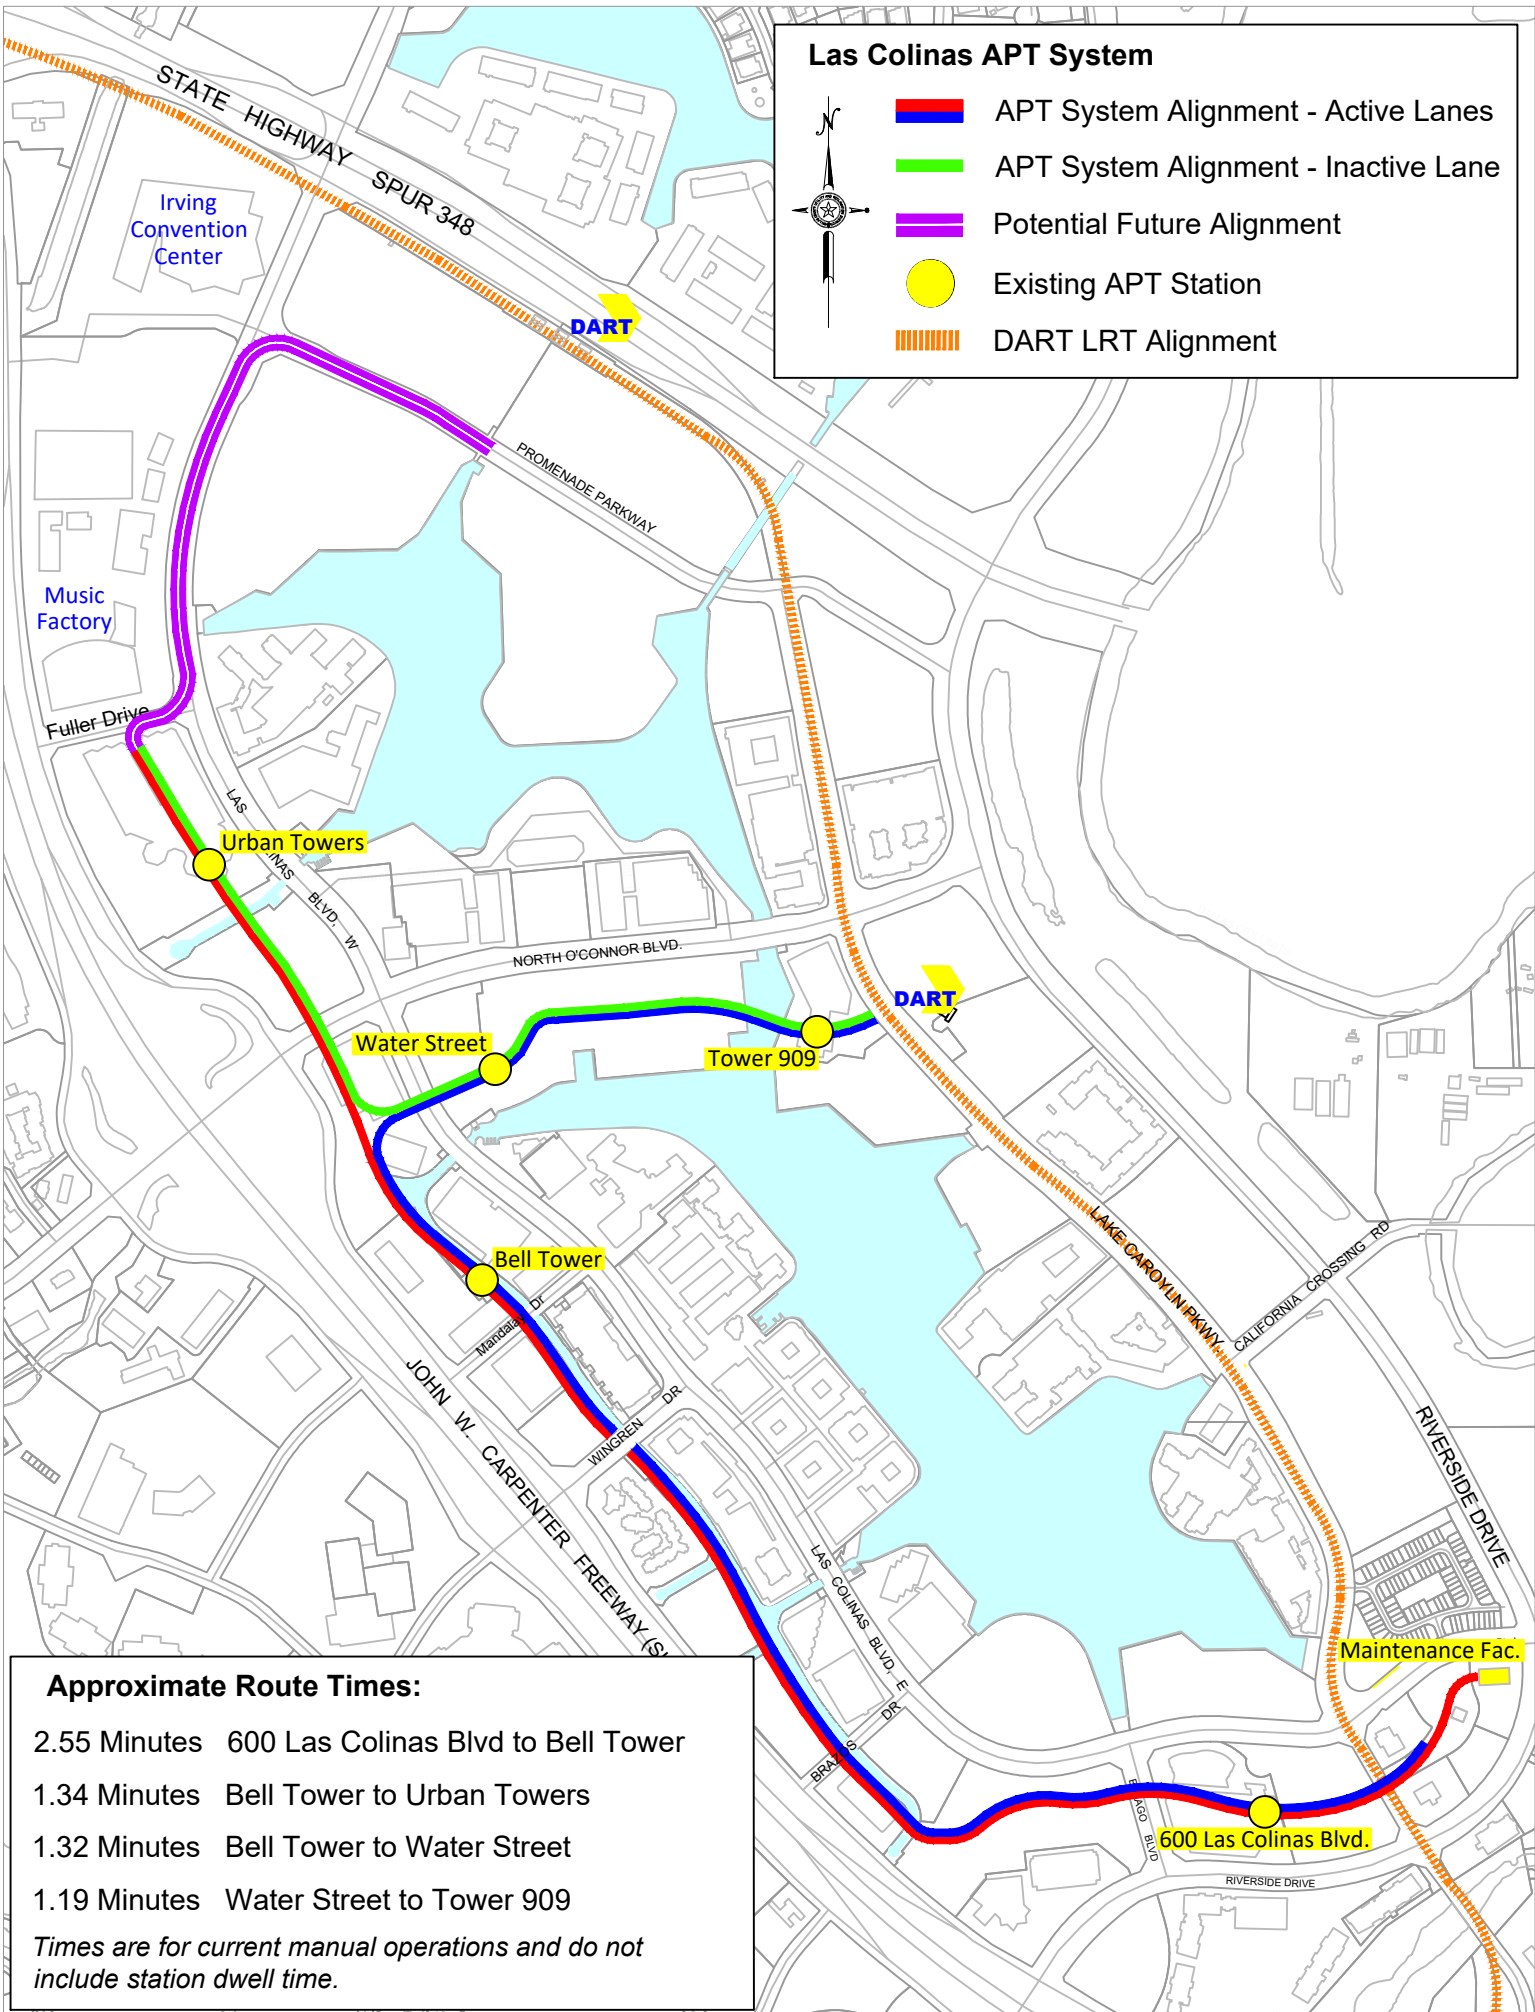 Las Colinas APT System
N
APT System Alignment - Active Lanes
APT System Alignment - Inactive Lane
Potential Future Alignment
Existing APT Station
DART LRT Alignment
STATE HIGHWAY SPUR 348
Irving
Convention
Center
DART
PROMENADE PARKWAY
Music
Factory
Fuller Drive
Urban Towers
LAS
BLVD, W
NORTH O'CONNOR BLVD.
DART
Water Street
Tower 909
Bell Tower
Mandalay Dr
LAKE CAROYLN PKWY.
CALIFORNIA CROSSING RD
JOHN W. CARPENTER FREEWAY
WINGREN DR
RIVERSIDE DRIVE
LAS COLINAS BLVD, E
BRAZOS DR
Maintenance Fac.
BLVD
600 Las Colinas Blvd.
RIVERSIDE DRIVE
Approximate Route Times:
2.55 Minutes 600 Las Colinas Blvd to Bell Tower
1.34 Minutes Bell Tower to Urban Towers
1.32 Minutes Bell Tower to Water Street
1.19 Minutes Water Street to Tower 909
Times are for current manual operations and do not
include station dwell time.